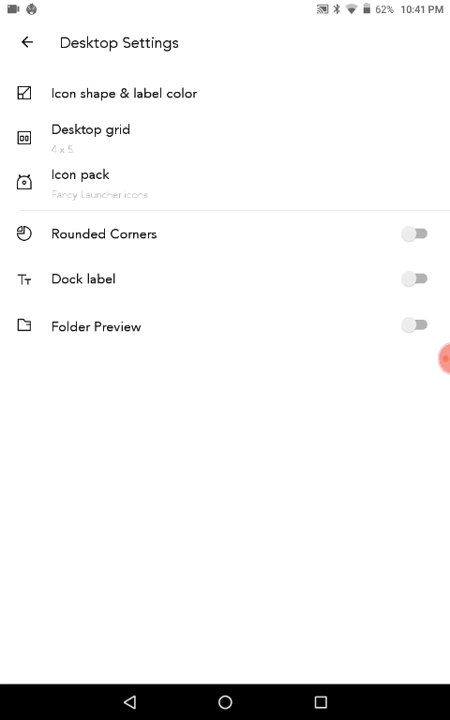 62% 10:41 PM
Desktop Settings
Icon shape & label color
Desktop grid
4 x 5
Icon pack
Fancy Launcher icons
Rounded Corners
Dock label
Folder Preview